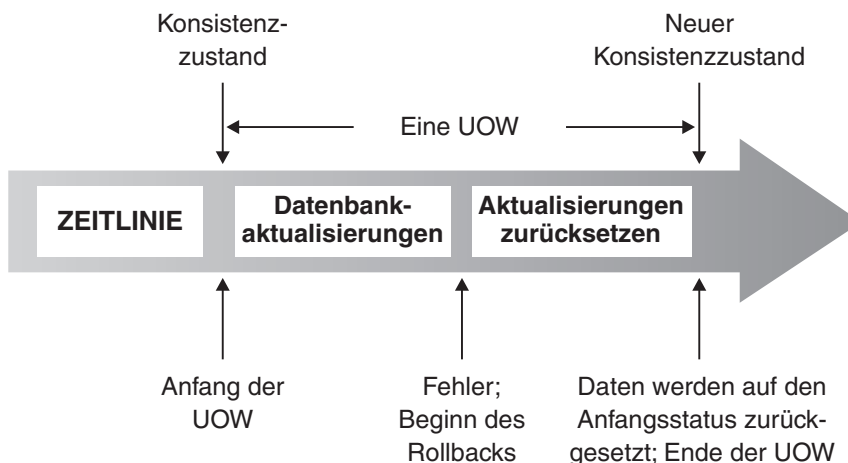 Konsistenz-
zustand
Neuer
Konsistenzzustand
Eine UOW
ZEITLINIE
Datenbank-
aktualisierungen
Aktualisierungen
zurücksetzen
Anfang der
UOW
Fehler;
Beginn des
Rollbacks
Daten werden auf den
Anfangsstatus zurück-
gesetzt; Ende der UOW